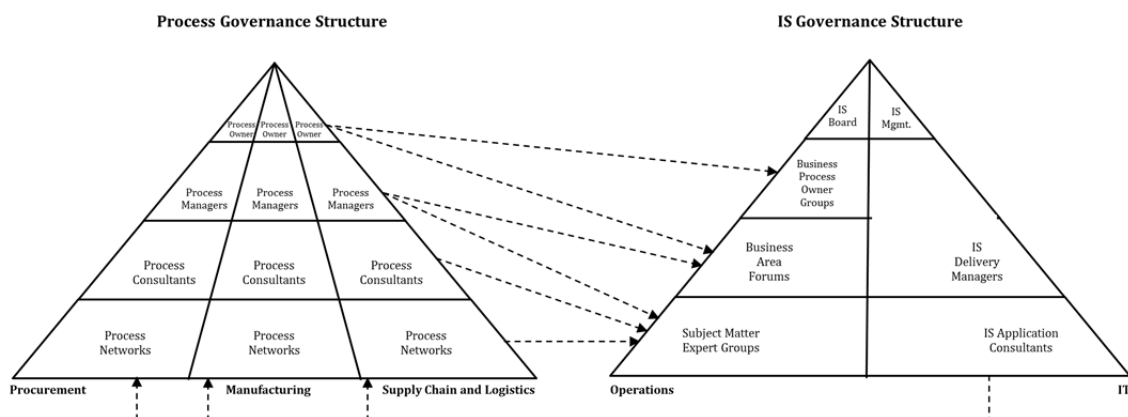 Process Governance Structure
IS Governance Structure
Process
Owner
Process
Owner
Process
Owner
Process
Managers
Process
Managers
Process
Managers
Process
Consultants
Process
Consultants
Process
Consultants
Process
Networks
Process
Networks
Process
Networks
Procurement
Manufacturing
Supply Chain and Logistics
IS
Board
IS
Mgmt.
Business
Process
Owner
Groups
Business
Area
Forums
IS
Delivery
Managers
Subject Matter
Expert Groups
IS Application
Consultants
Operations
IT